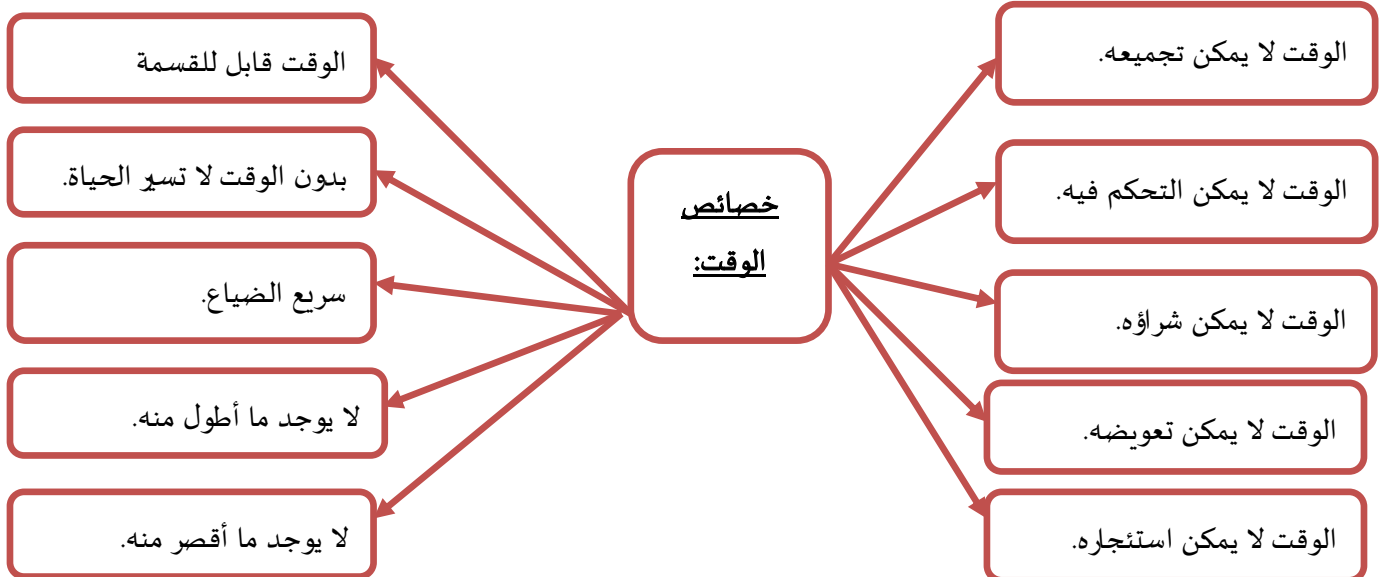 خصائص
الوقت:
الوقت لا يمكن تجميعه.
الوقت لا يمكن التحكم فيه.
الوقت لا يمكن شراؤه.
الوقت لا يمكن تعويضه.
الوقت لا يمكن استئجاره.
الوقت قابل للقسمة
بدون الوقت لا تسير الحياة.
سريع الضياع.
لا يوجد ما أطول منه.
لا يوجد ما أقصر منه.